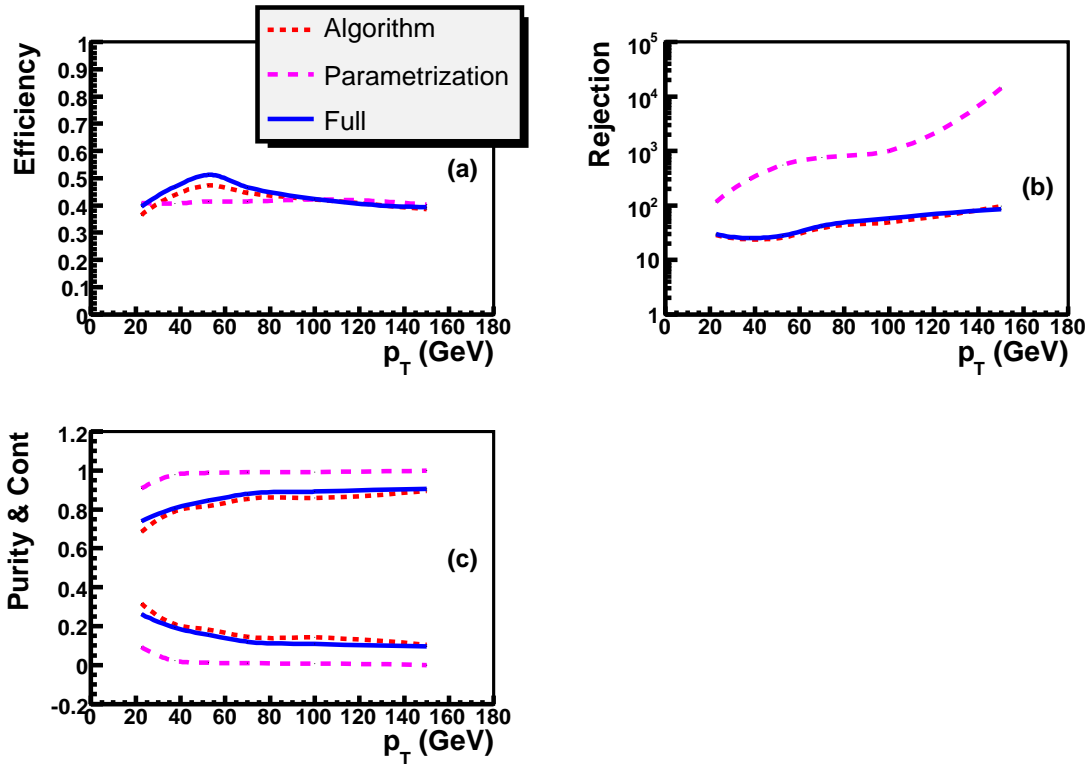 Algorithm
Parametrization
Full
Efficiency
1
0.9
0.8
0.7
0.6
0.5
0.4
0.3
0.2
0.1
0
(a)
0 20 40 60 80 100 120 140 160 180
p_T (GeV)
Rejection
10^5
10^4
10^3
10^2
10
1
(b)
0 20 40 60 80 100 120 140 160 180
p_T (GeV)
Purity & Cont
1.2
1
0.8
0.6
0.4
0.2
0
-0.2
(c)
0 20 40 60 80 100 120 140 160 180
p_T (GeV)